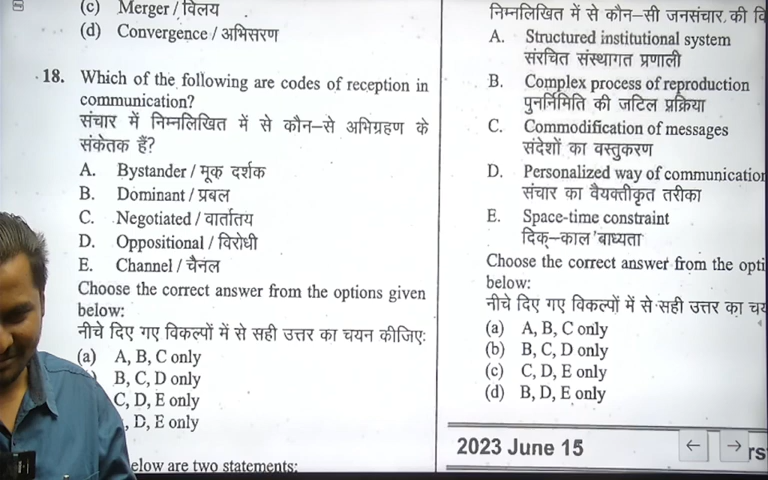 (c) Merger / विलय
(d) Convergence / अभिसरण
18. Which of the following are codes of reception in
communication?
संचार में निम्नलिखित में से कौन–से अभिग्रहण के
संकेतक हैं?
A. Bystander / मूक दर्शक
B. Dominant / प्रबल
C. Negotiated / वार्तातय
D. Oppositional / विरोधी
E. Channel / चैनल
Choose the correct answer from the options given
below:
नीचे दिए गए विकल्पों में से सही उत्तर का चयन कीजिए:
(a) A, B, C only
B, C, D only
C, D, E only
, D, E only
elow are two statements:
निम्नलिखित में से कौन–सी जनसंचार की
A. Structured institutional system
संरचित संस्थागत प्रणाली
B. Complex process of reproduction
पुनर्निमिति की जटिल प्रक्रिया
C. Commodification of messages
संदेशों का वस्तुकरण
D. Personalized way of communication
संचार का वैयक्तीकृत तरीका
E. Space-time constraint
दिक्–काल बाध्यता
Choose the correct answer from the opti
below:
नीचे दिए गए विकल्पों में से सही उत्तर का
(a) A, B, C only
(b) B, C, D only
(c) C, D, E only
(d) B, D, E only
2023 June 15
rs